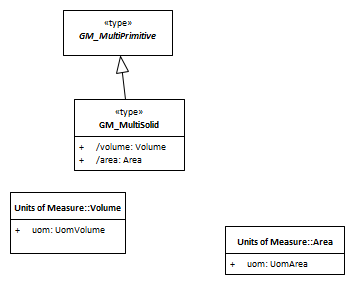 «type»
GM_MultiPrimitive
«type»
GM_MultiSolid
+ /volume: Volume
+ /area: Area
Units of Measure::Volume
+ uom: UomVolume
Units of Measure::Area
+ uom: UomArea